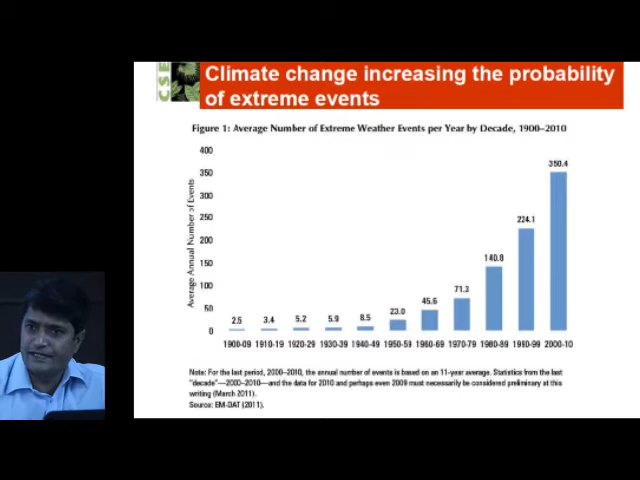 CSE
Climate change increasing the probability
of extreme events
Figure 1: Average Number of Extreme Weather Events per Year by Decade, 1900–2010
Average Annual Number of Events
400
350
300
250
200
150
100
50
0
2.5
3.4
5.2
5.9
8.5
23.0
45.6
71.3
140.8
224.1
350.4
1900-09 1910-19 1920-29 1930-39 1940-49 1950-59 1960-69 1970-79 1980-89 1990-99 2000-10
Note: For the last period, 2000–2010, the annual number of events is based on an 11-year average. Statistics from the last
"decade"—2000–2010—and the data for 2010 and perhaps even 2009 must necessarily be considered preliminary at this
writing (March 2011).
Source: EM-DAT (2011).